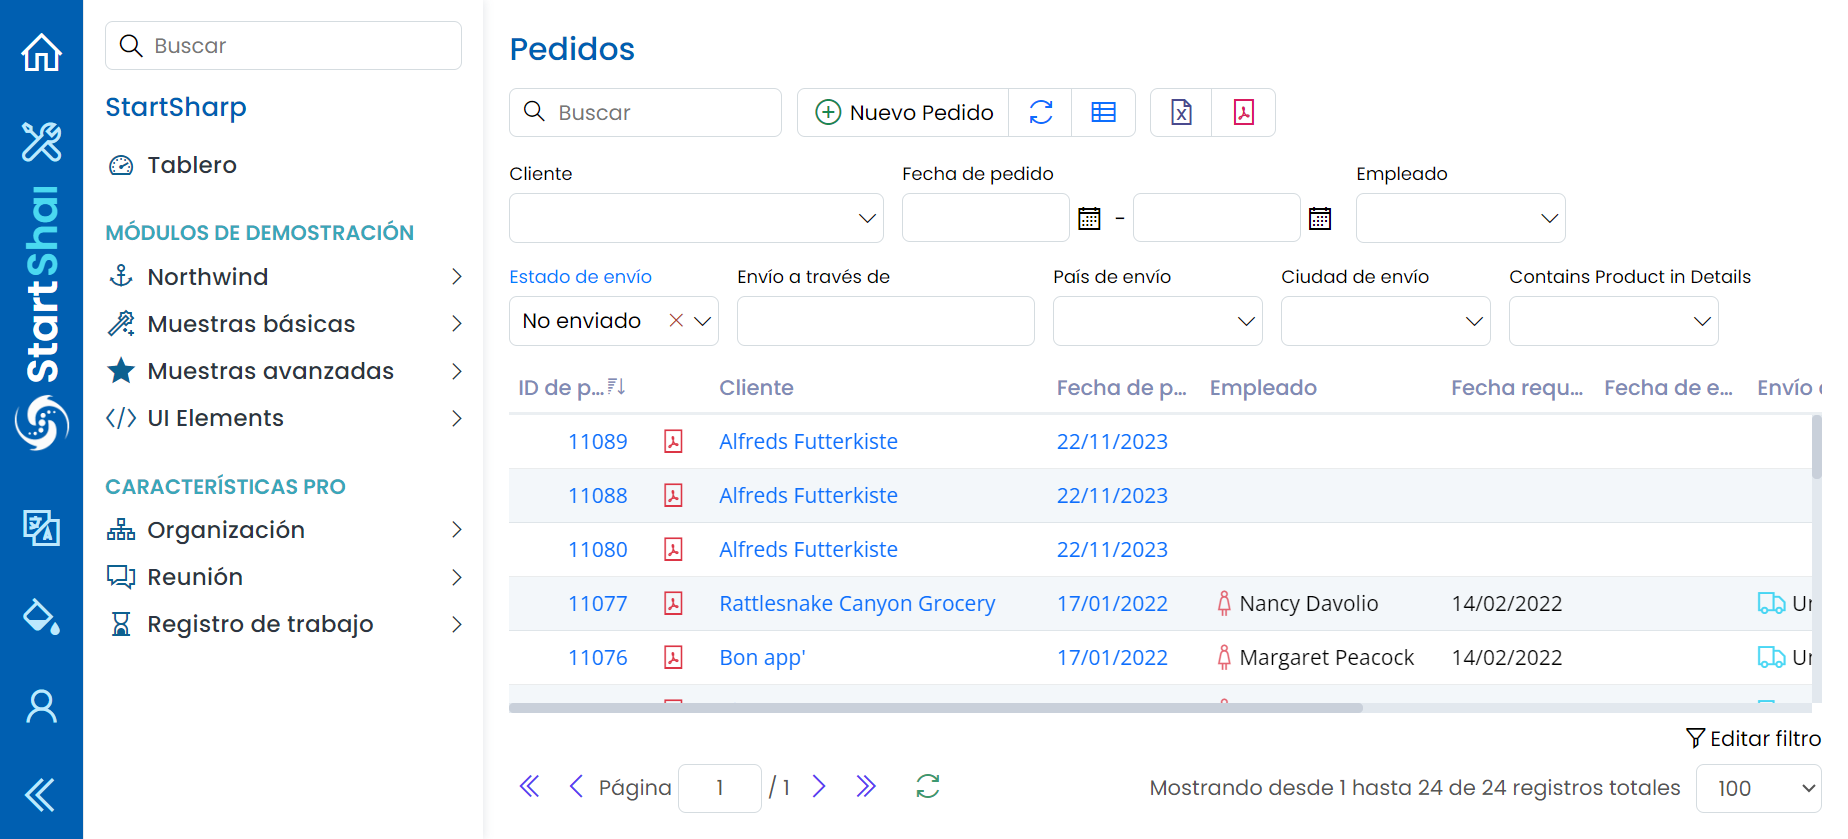 StartShar
Buscar
StartSharp
Tablero
MÓDULOS DE DEMOSTRACIÓN
Northwind
Muestras básicas
Muestras avanzadas
UI Elements
CARACTERÍSTICAS PRO
Organización
Reunión
Registro de trabajo
Pedidos
Buscar
Nuevo Pedido
Cliente
Fecha de pedido
Empleado
-
Estado de envío
Envío a través de
País de envío
Ciudad de envío
Contains Product in Details
No enviado
ID de p... Cliente Fecha de p... Empleado Fecha requ... Fecha de e... Envío
11089 Alfreds Futterkiste 22/11/2023
11088 Alfreds Futterkiste 22/11/2023
11080 Alfreds Futterkiste 22/11/2023
11077 Rattlesnake Canyon Grocery 17/01/2022 Nancy Davolio 14/02/2022
11076 Bon app' 17/01/2022 Margaret Peacock 14/02/2022
Editar filtro
Página 1 / 1
Mostrando desde 1 hasta 24 de 24 registros totales 100